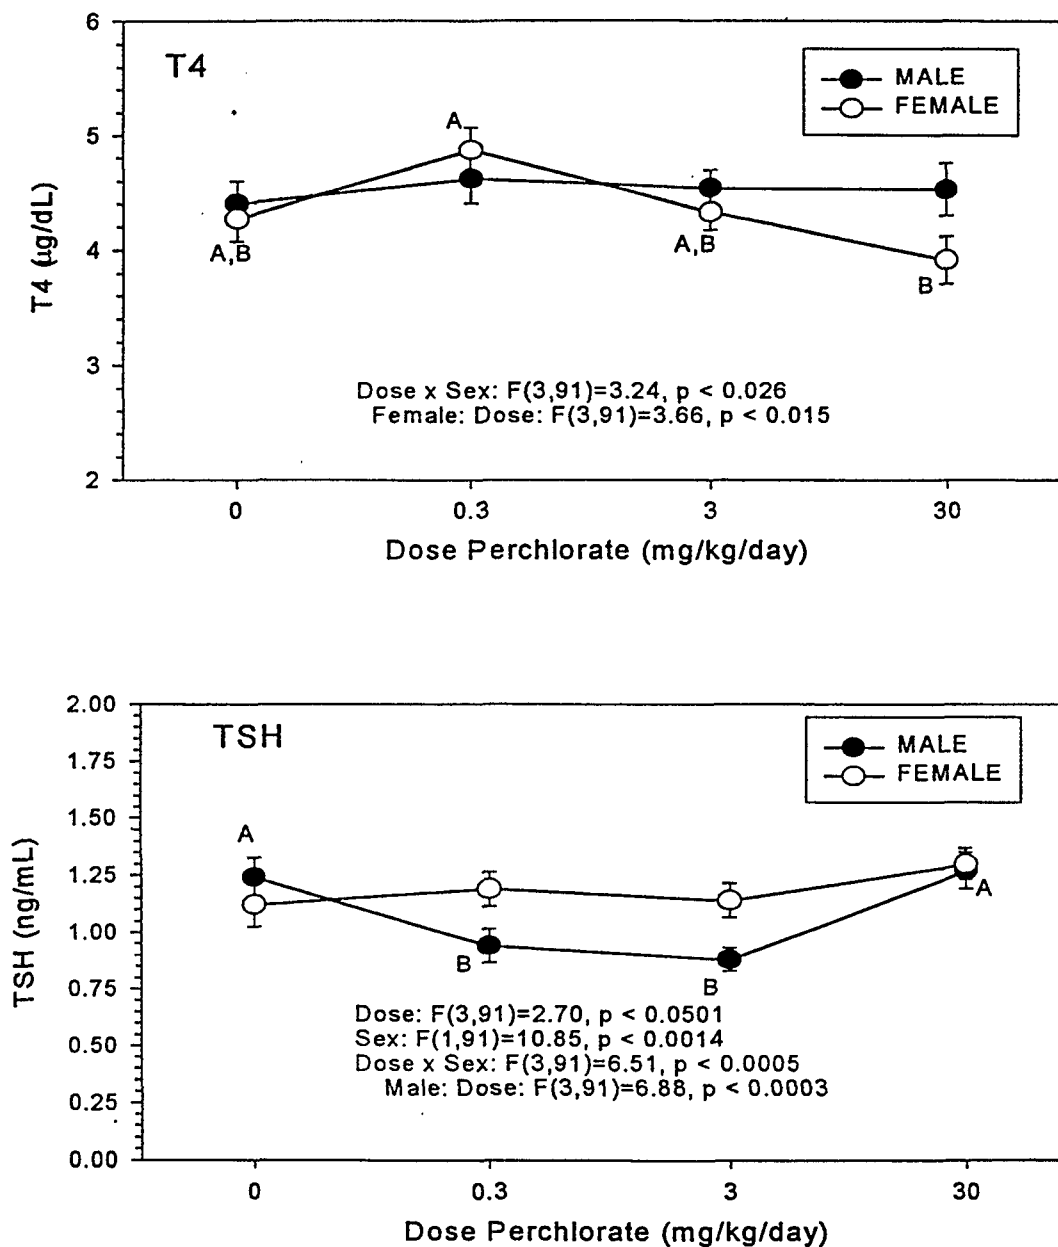 T4
MALE
FEMALE
6
5
4
3
2
T4 (µg/dL)
A
A,B
A,B
B
Dose x Sex: F(3,91)=3.24, p < 0.026
Female: Dose: F(3,91)=3.66, p < 0.015
0 0.3 3 30
Dose Perchlorate (mg/kg/day)
TSH
MALE
FEMALE
2.00
1.75
1.50
1.25
1.00
0.75
0.50
0.25
0.00
TSH (ng/mL)
A
B
B
A
Dose: F(3,91)=2.70, p < 0.0501
Sex: F(1,91)=10.85, p < 0.0014
Dose x Sex: F(3,91)=6.51, p < 0.0005
Male: Dose: F(3,91)=6.88, p < 0.0003
0 0.3 3 30
Dose Perchlorate (mg/kg/day)